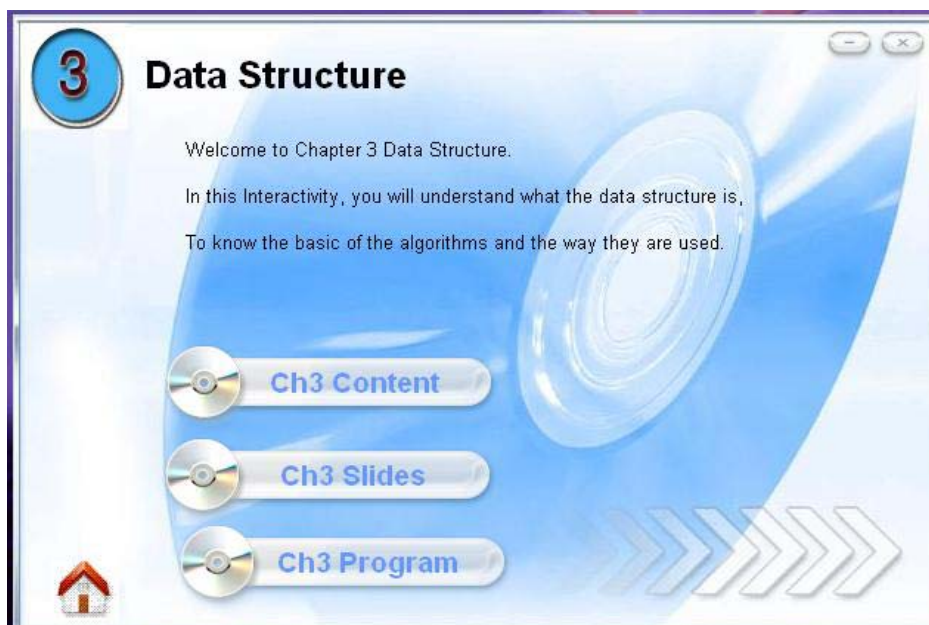 3
Data Structure
Welcome to Chapter 3 Data Structure.
In this Interactivity, you will understand what the data structure is,
To know the basic of the algorithms and the way they are used.
Ch3 Content
Ch3 Slides
Ch3 Program